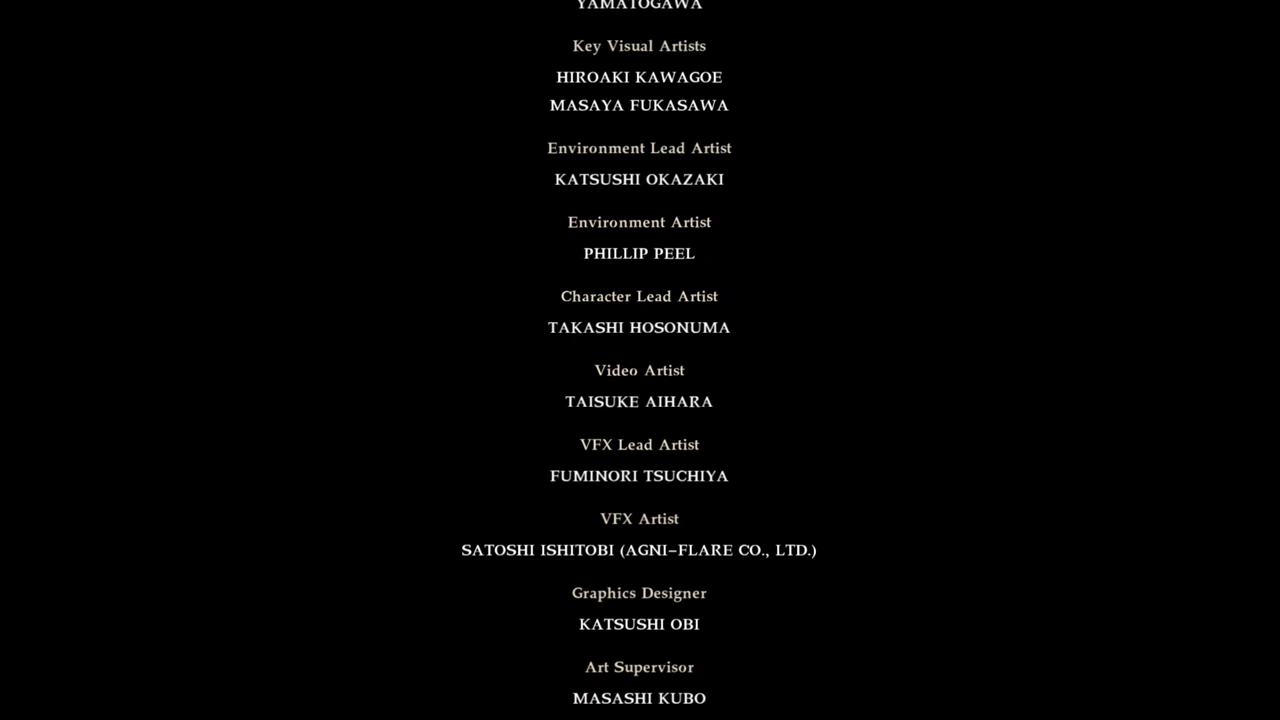 YAMATOGAWA
Key Visual Artists
HIROAKI KAWAGOE
MASAYA FUKASAWA
Environment Lead Artist
KATSUSHI OKAZAKI
Environment Artist
PHILLIP PEEL
Character Lead Artist
TAKASHI HOSONUMA
Video Artist
TAISUKE AIHARA
VFX Lead Artist
FUMINORI TSUCHIYA
VFX Artist
SATOSHI ISHITOBI (AGNI-FLARE CO., LTD.)
Graphics Designer
KATSUSHI OBI
Art Supervisor
MASASHI KUBO